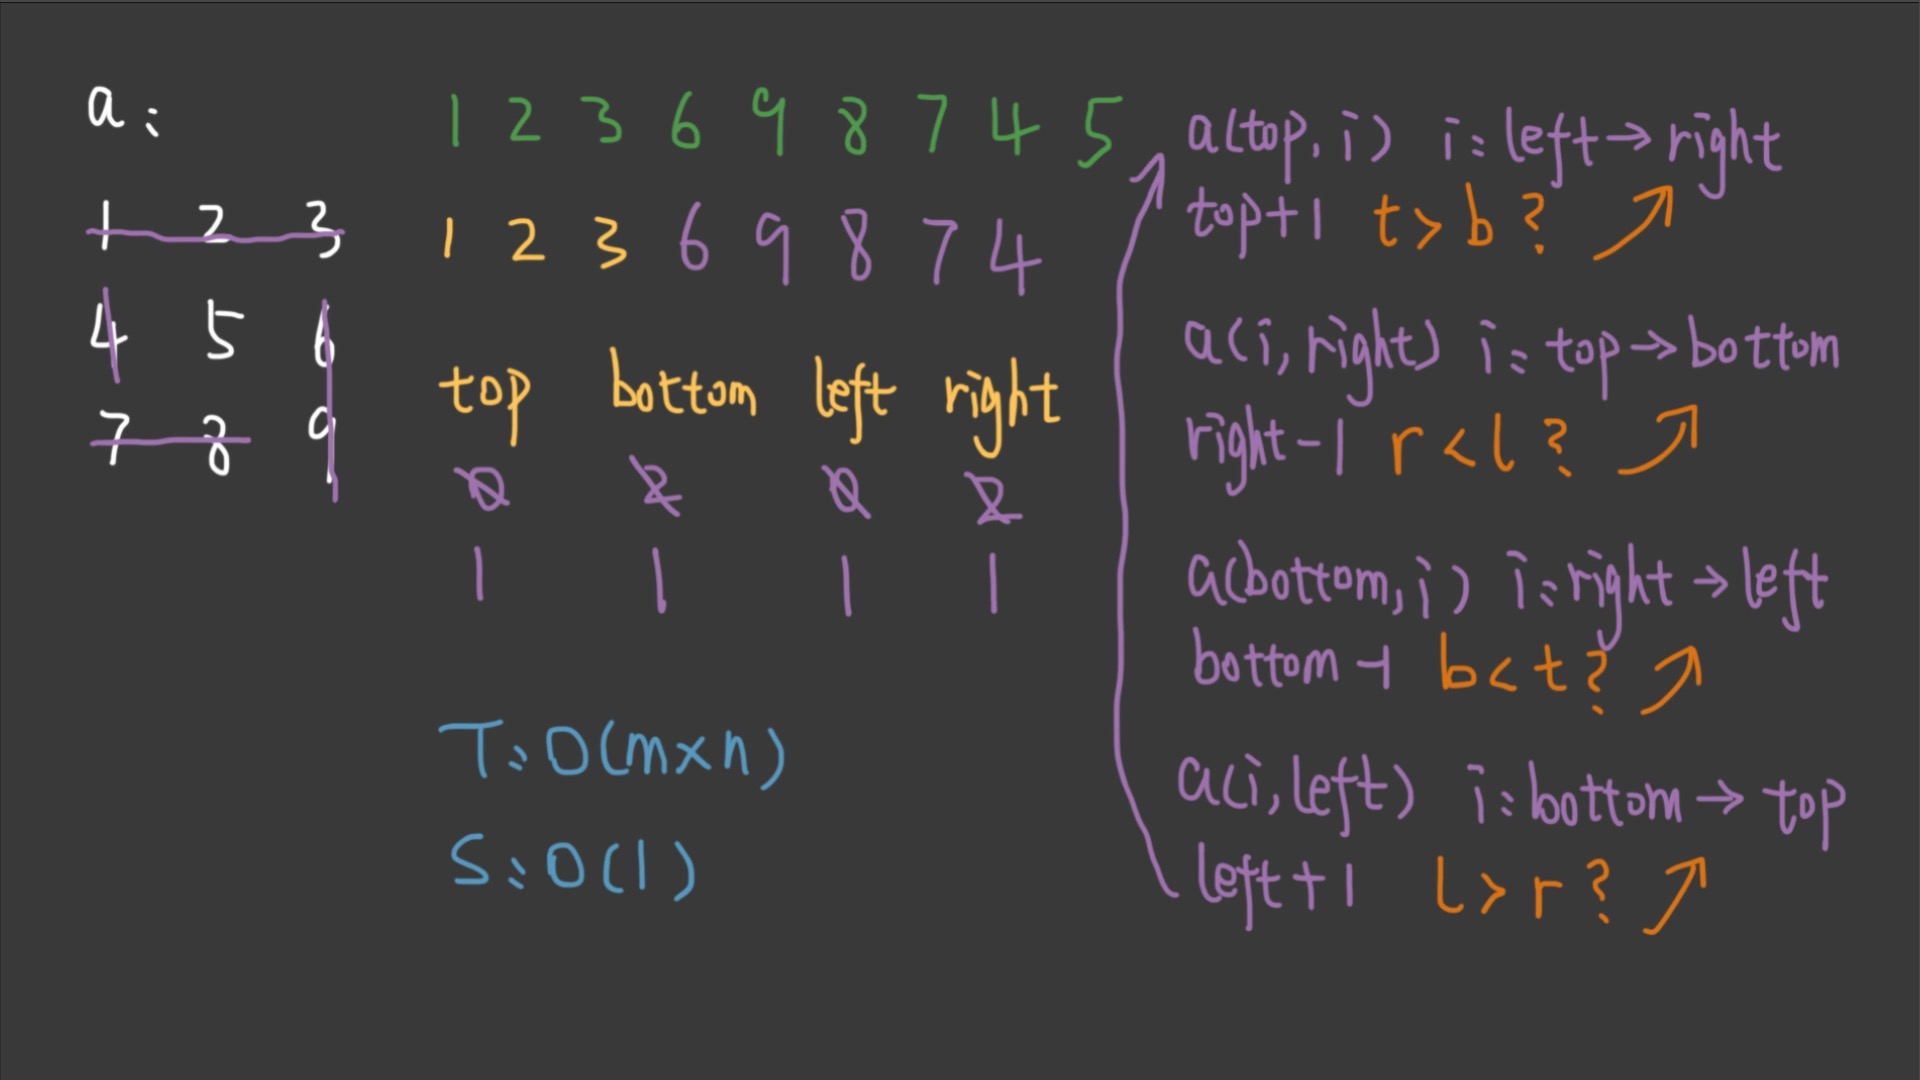 a:
1 2 3
4 5 6
7 8 9
1 2 3 6 9 8 7 4 5
1 2 3 6 9 8 7 4
top bottom left right
0 2 0 2
1 1 1 1
T: O(m×n)
S: O(1)
a(top, i) i: left → right
top+1 t > b ?
a(i, right) i: top → bottom
right-1 r < l ?
a(bottom, i) i: right → left
bottom-1 b < t ?
a(i, left) i: bottom → top
left+1 l > r ?